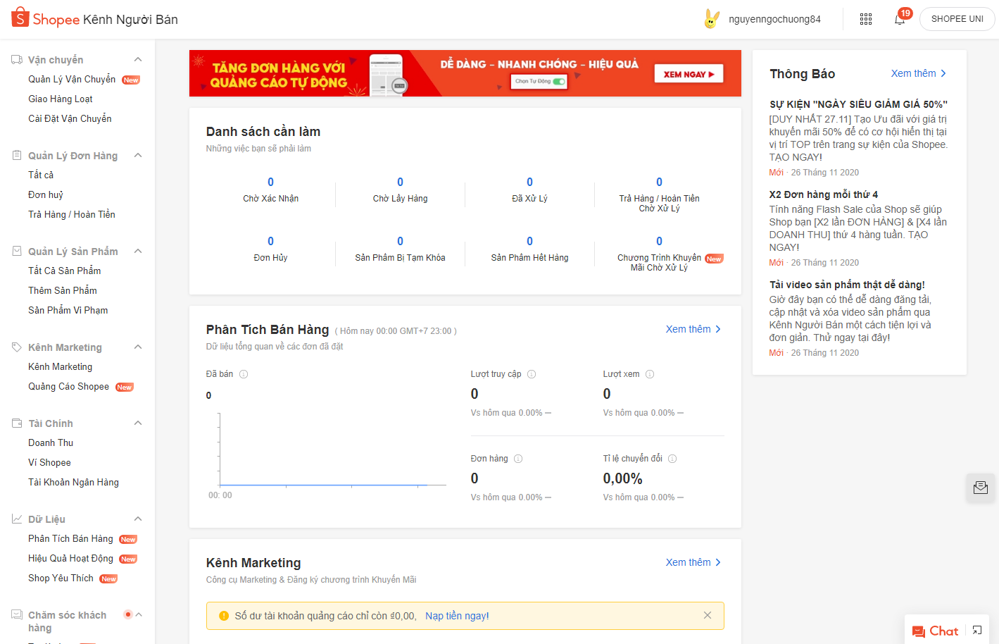 Shopee Kênh Người Bán
nguyenngochuong84
19
SHOPEE UNI
Vận chuyển
Quản Lý Vận Chuyển New
Giao Hàng Loạt
Cài Đặt Vận Chuyển
Quản Lý Đơn Hàng
Tất cả
Đơn huỷ
Trả Hàng / Hoàn Tiền
Quản Lý Sản Phẩm
Tất Cả Sản Phẩm
Thêm Sản Phẩm
Sản Phẩm Vi Phạm
Kênh Marketing
Kênh Marketing
Quảng Cáo Shopee New
Tài Chính
Doanh Thu
Ví Shopee
Tài Khoản Ngân Hàng
Dữ Liệu
Phân Tích Bán Hàng New
Hiệu Quả Hoạt Động New
Shop Yêu Thích New
Chăm sóc khách
hàng
TĂNG ĐƠN HÀNG VỚI
QUẢNG CÁO TỰ ĐỘNG
DỄ DÀNG – NHANH CHÓNG – HIỆU QUẢ
Chọn Tự Động
XEM NGAY
Danh sách cần làm
Những việc bạn sẽ phải làm
0
Chờ Xác Nhận
0
Chờ Lấy Hàng
0
Đã Xử Lý
0
Trả Hàng / Hoàn Tiền
Chờ Xử Lý
0
Đơn Hủy
0
Sản Phẩm Bị Tạm Khóa
0
Sản Phẩm Hết Hàng
0
Chương Trình Khuyến New
Mãi Chờ Xử Lý
Phân Tích Bán Hàng ( Hôm nay 00:00 GMT+7 23:00 )
Xem thêm
Dữ liệu tổng quan về các đơn đã đặt
Đã bán
0
00: 00
Lượt truy cập
0
Vs hôm qua 0.00% –
Lượt xem
0
Vs hôm qua 0.00% –
Đơn hàng
0
Vs hôm qua 0.00% –
Tỉ lệ chuyển đổi
0,00%
Vs hôm qua 0.00% –
Kênh Marketing
Xem thêm
Công cụ Marketing & Đăng ký chương trình Khuyến Mãi
Số dư tài khoản quảng cáo chỉ còn ₫0,00, Nạp tiền ngay!
Thông Báo
Xem thêm
SỰ KIỆN "NGÀY SIÊU GIẢM GIÁ 50%"
[DUY NHẤT 27.11] Tạo Ưu đãi với giá trị
khuyến mãi 50% để có cơ hội hiển thị tại
vị trí TOP trên trang sự kiện của Shopee.
TẠO NGAY!
Mới · 26 Tháng 11 2020
X2 Đơn hàng mỗi thứ 4
Tính năng Flash Sale của Shop sẽ giúp
Shop bạn [X2 lần ĐƠN HÀNG] & [X4 lần
DOANH THU] thứ 4 hàng tuần. TẠO
NGAY!
Mới · 26 Tháng 11 2020
Tải video sản phẩm thật dễ dàng!
Giờ đây bạn có thể dễ dàng đăng tải,
cập nhật và xóa video sản phẩm qua
Kênh Người Bán một cách tiện lợi và
đơn giản. Thử ngay tại đây!
Mới · 26 Tháng 11 2020
Chat